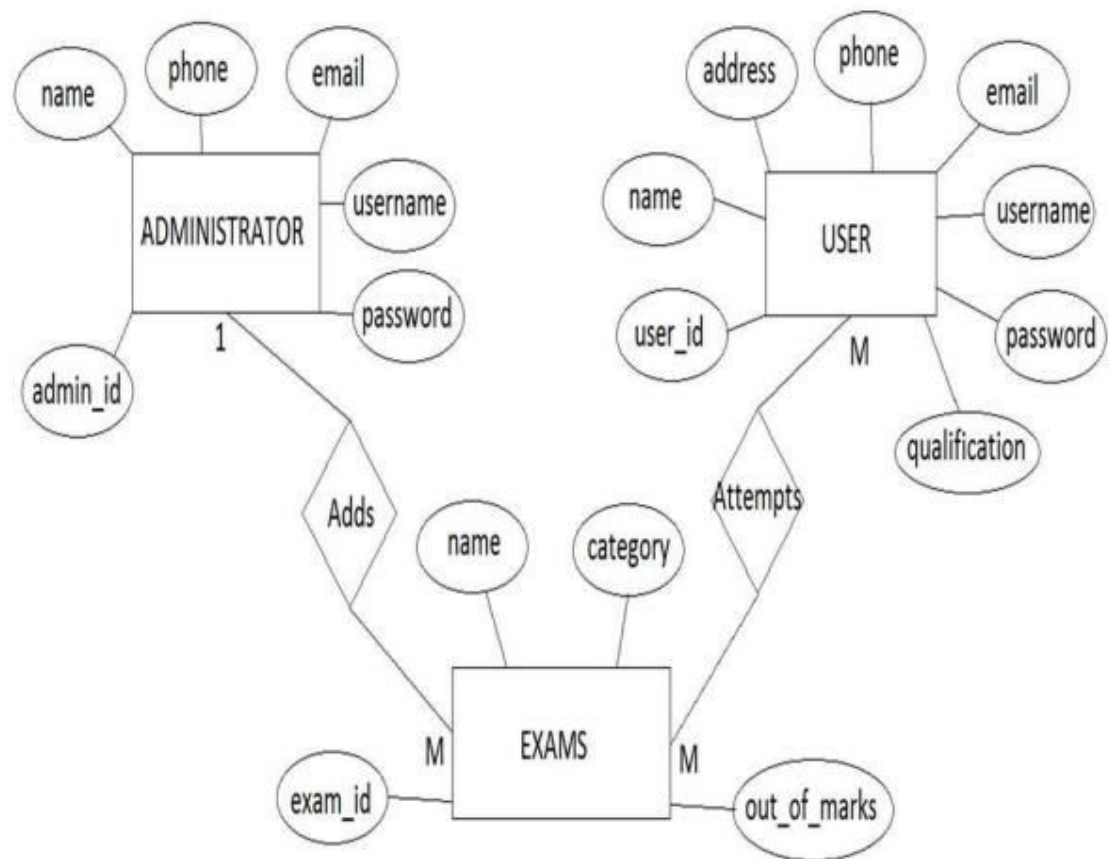 phone
email
name
ADMINISTRATOR
username
password
1
admin_id
address
phone
email
name
USER
username
user_id
M
password
qualification
Adds
Attempts
name
category
M
EXAMS
M
exam_id
out_of_marks